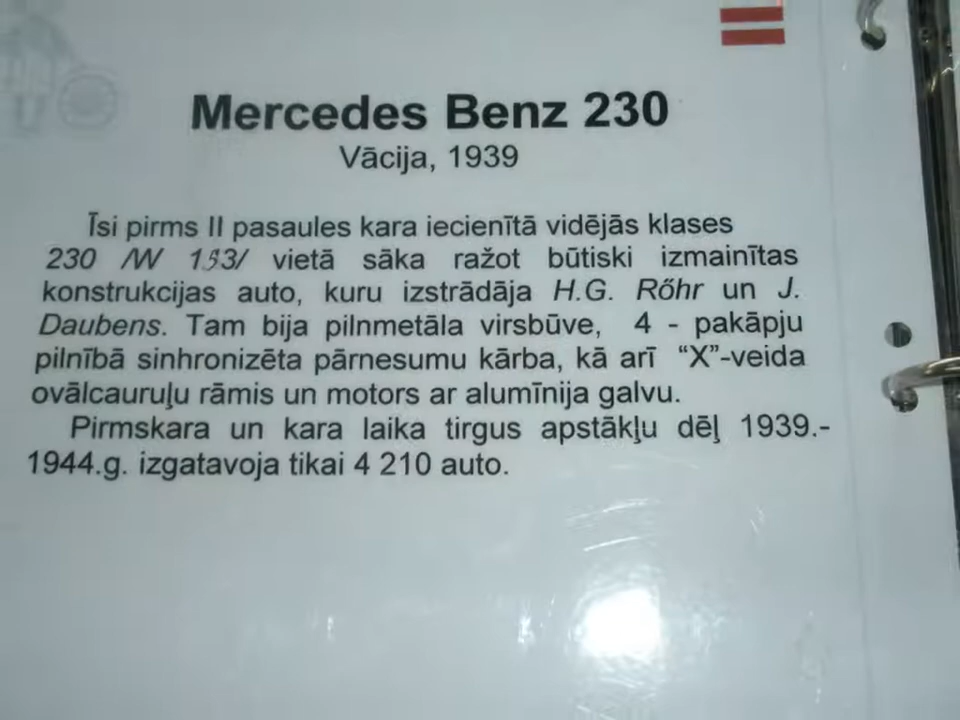 Mercedes Benz 230
Vācija, 1939
Īsi pirms II pasaules kara iecienītā vidējās klases
230 /W 153/ vietā sāka ražot būtiski izmainītas
konstrukcijas auto, kuru izstrādāja H.G. Rőhr un J.
Daubens. Tam bija pilnmetāla virsbūve, 4 - pakāpju
pilnībā sinhronizēta pārnesumu kārba, kā arī “X”-veida
ovālcauruļu rāmis un motors ar alumīnija galvu.
Pirmskara un kara laika tirgus apstākļu dēļ 1939.-
1944.g. izgatavoja tikai 4 210 auto.